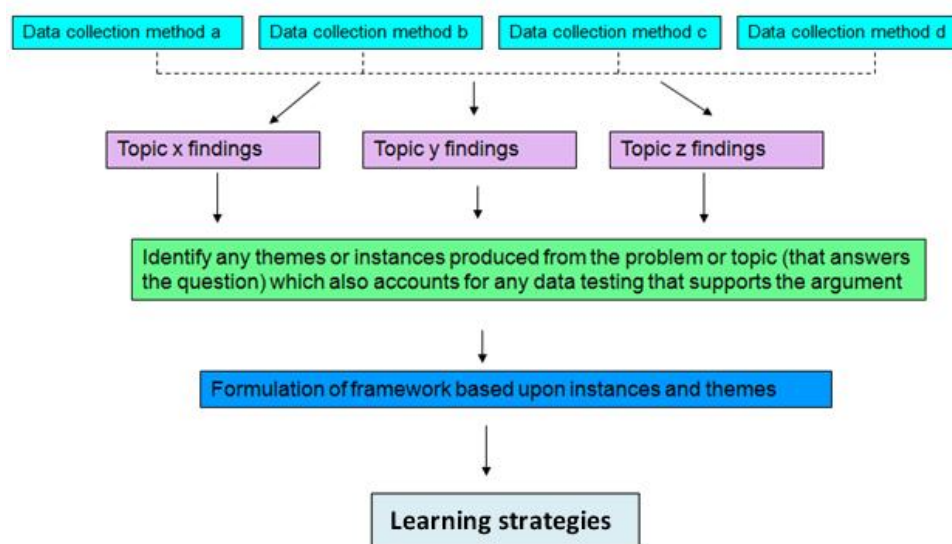 Data collection method a
Data collection method b
Data collection method c
Data collection method d
Topic x findings
Topic y findings
Topic z findings
Identify any themes or instances produced from the problem or topic (that answers
the question) which also accounts for any data testing that supports the argument
Formulation of framework based upon instances and themes
Learning strategies